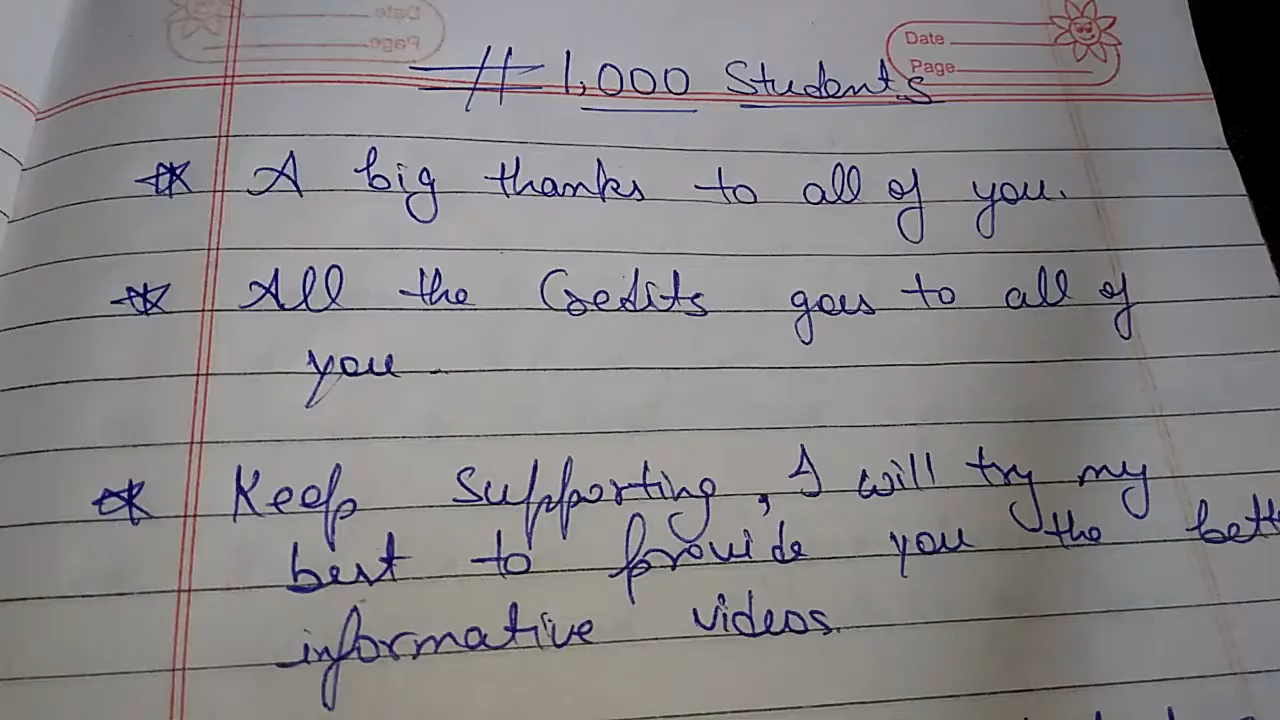 Date
Page
# 1,000 Students
* A big thanks to all of you.
* All the Credits goes to all of
you.
* Keep supporting, I will try my
best to provide you the
informative videos.